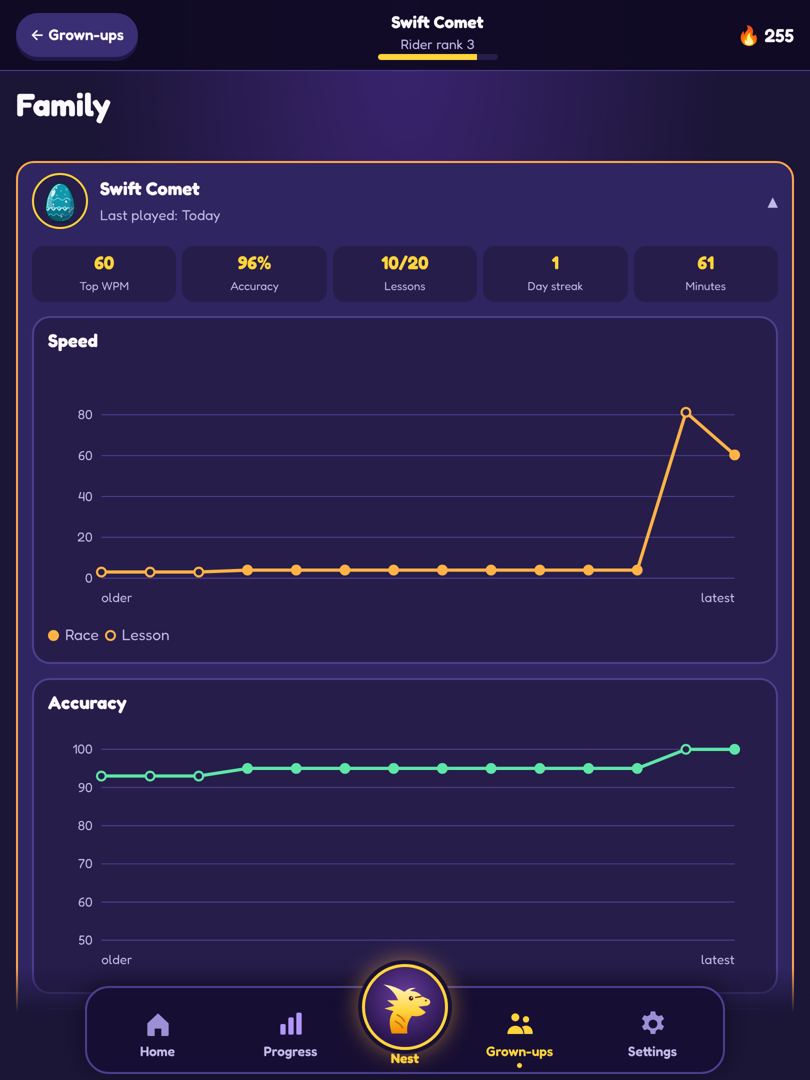 ← Grown-ups
Swift Comet
Rider rank 3
255
Family
Swift Comet
Last played: Today
60
Top WPM
96%
Accuracy
10/20
Lessons
1
Day streak
61
Minutes
Speed
80
60
40
20
0
older
latest
Race
Lesson
Accuracy
100
90
80
70
60
50
older
latest
Home
Progress
Nest
Grown-ups
Settings